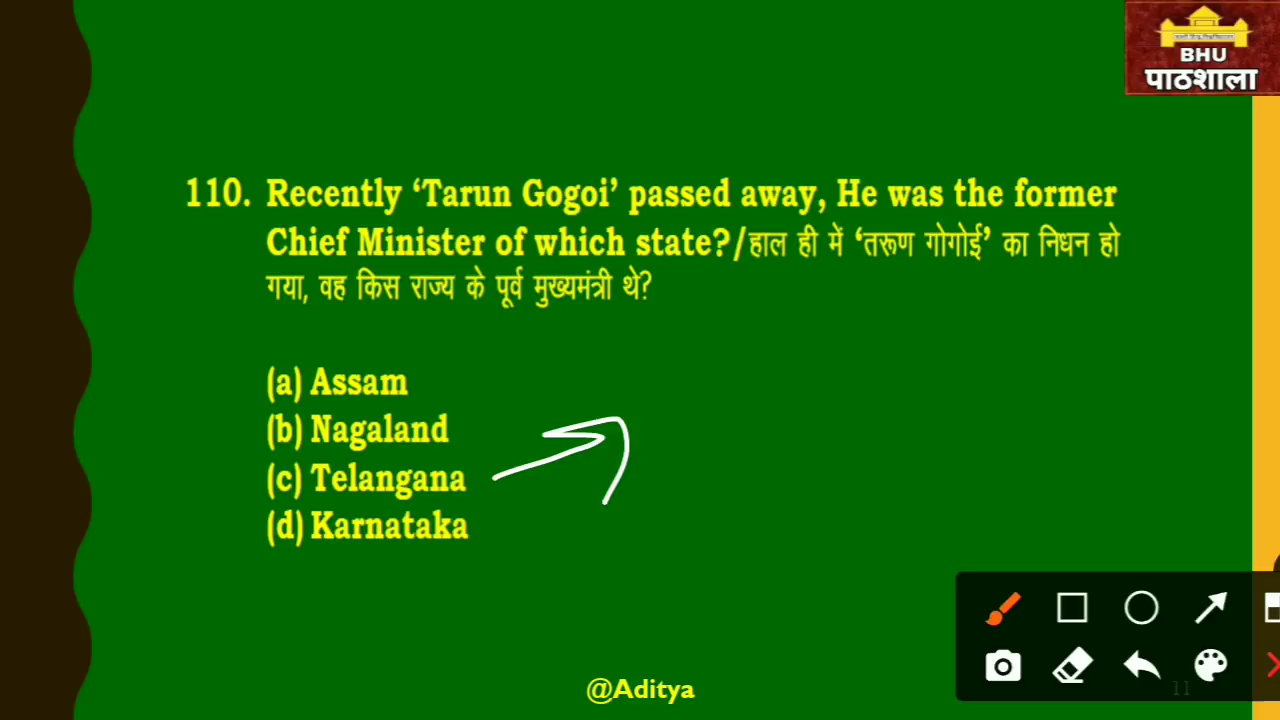 BHU
पाठशाला
110. Recently ‘Tarun Gogoi’ passed away, He was the former
Chief Minister of which state?/हाल ही में ‘तरूण गोगोई’ का निधन हो
गया, वह किस राज्य के पूर्व मुख्यमंत्री थे?
(a) Assam
(b) Nagaland
(c) Telangana
(d) Karnataka
@Aditya
11